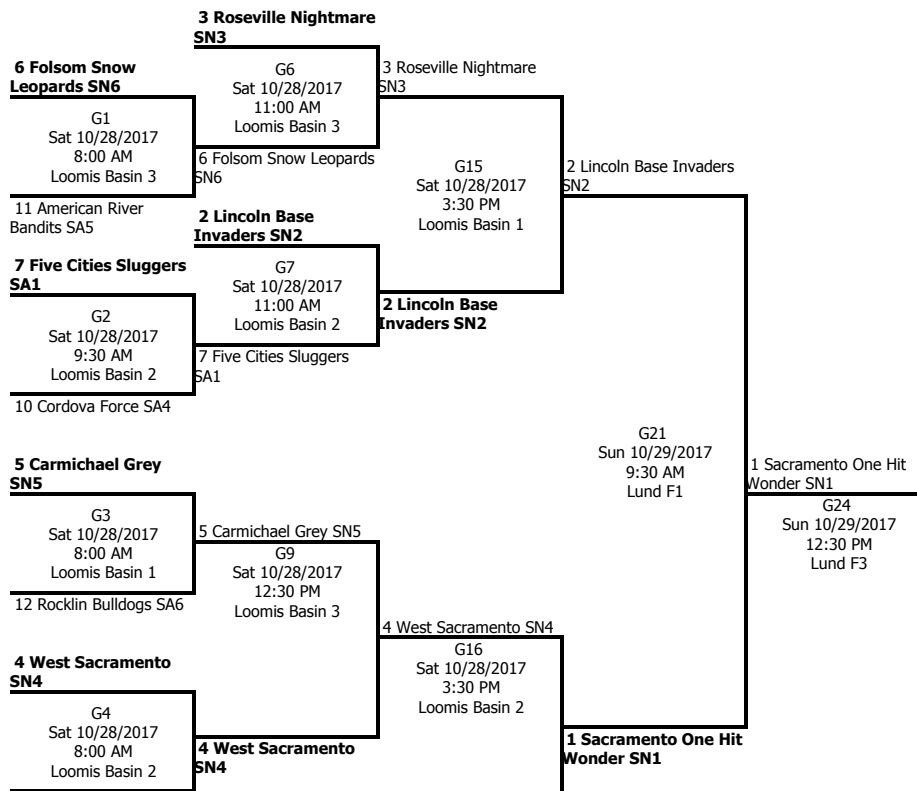 3 Roseville Nightmare
SN3
6 Folsom Snow
Leopards SN6
G6
Sat 10/28/2017
11:00 AM
Loomis Basin 3
3 Roseville Nightmare
SN3
G1
Sat 10/28/2017
8:00 AM
Loomis Basin 3
6 Folsom Snow Leopards
SN6
G15
Sat 10/28/2017
3:30 PM
Loomis Basin 1
2 Lincoln Base Invaders
SN2
11 American River
Bandits SA5
2 Lincoln Base
Invaders SN2
7 Five Cities Sluggers
SA1
G7
Sat 10/28/2017
11:00 AM
Loomis Basin 2
2 Lincoln Base
Invaders SN2
G2
Sat 10/28/2017
9:30 AM
Loomis Basin 2
7 Five Cities Sluggers
SA1
10 Cordova Force SA4
G21
Sun 10/29/2017
9:30 AM
Lund F1
5 Carmichael Grey
SN5
1 Sacramento One Hit
Wonder SN1
G24
Sun 10/29/2017
12:30 PM
Lund F3
G3
Sat 10/28/2017
8:00 AM
Loomis Basin 1
5 Carmichael Grey SN5
G9
Sat 10/28/2017
12:30 PM
Loomis Basin 3
12 Rocklin Bulldogs SA6
4 West Sacramento SN4
G16
Sat 10/28/2017
3:30 PM
Loomis Basin 2
4 West Sacramento
SN4
G4
Sat 10/28/2017
8:00 AM
Loomis Basin 2
4 West Sacramento
SN4
1 Sacramento One Hit
Wonder SN1